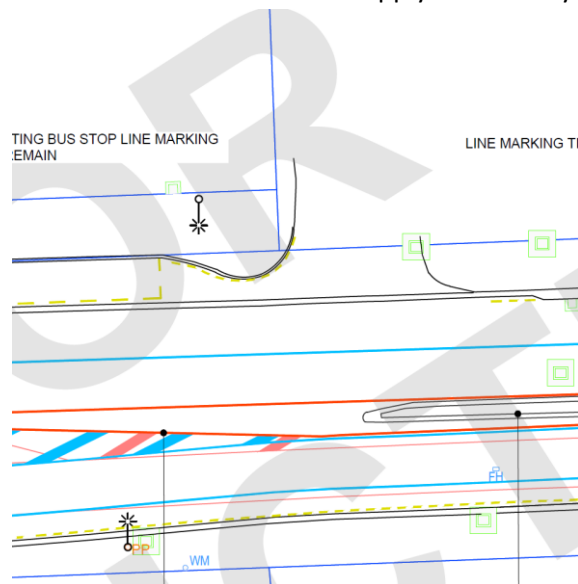 TING BUS STOP LINE MARKING
EMAIN
LINE MARKING T
FH
PP
WM